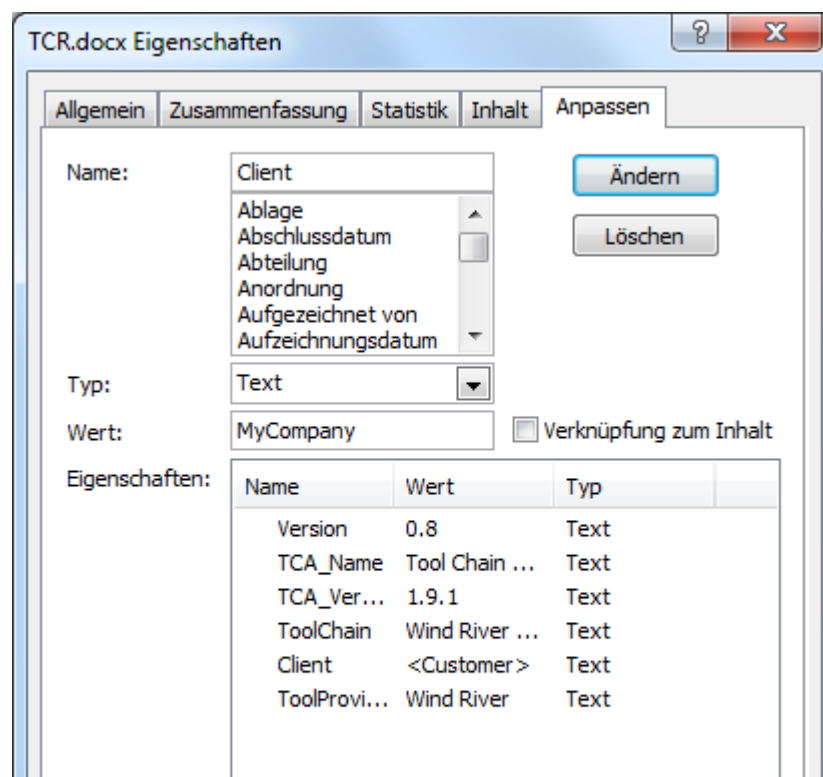 TCR.docx Eigenschaften
Allgemein Zusammenfassung Statistik Inhalt Anpassen
Name: Client Ändern
Ablage
Abschlussdatum
Löschen
Abteilung
Anordnung
Aufgezeichnet von
Aufzeichnungsdatum
Typ: Text
Wert: MyCompany Verknüpfung zum Inhalt
Eigenschaften: Name Wert Typ
Version 0.8 Text
TCA_Name Tool Chain ... Text
TCA_Ver... 1.9.1 Text
ToolChain Wind River ... Text
Client <Customer> Text
ToolProvi... Wind River Text